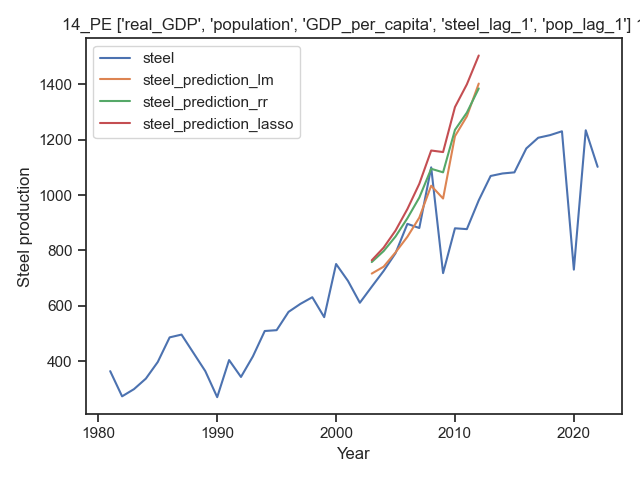 14_PE ['real_GDP', 'population', 'GDP_per_capita', 'steel_lag_1', 'pop_lag_1'] 1
steel
steel_prediction_lm
steel_prediction_rr
steel_prediction_lasso
Steel production
1400
1200
1000
800
600
400
1980
1990
2000
2010
2020
Year